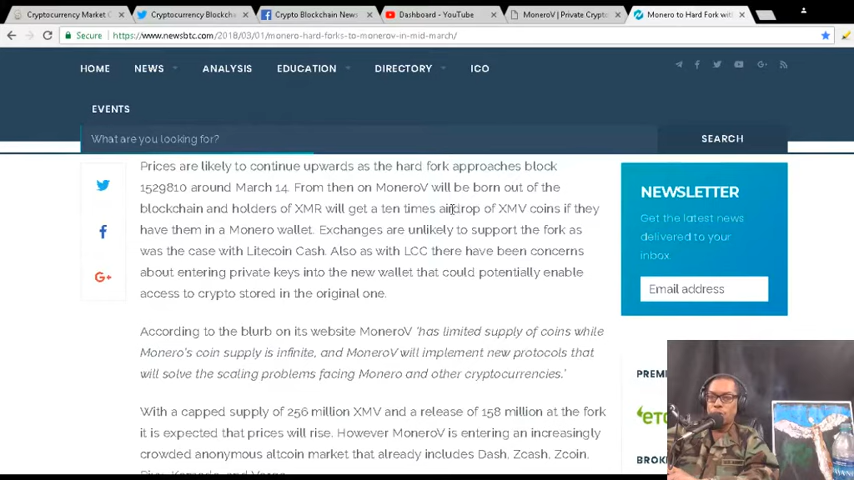 Cryptocurrency Market C
Cryptocurrency Blockch
Crypto Blockchain News
Dashboard - YouTube
MoneroV | Private Crypto
Monero to Hard Fork with
Secure
https://www.newsbtc.com/2018/03/01/monero-hard-forks-to-monerov-in-mid-march/
HOME NEWS ANALYSIS EDUCATION DIRECTORY ICO
EVENTS
What are you looking for?
SEARCH
Prices are likely to continue upwards as the hard fork approaches block
1529810 around March 14. From then on MoneroV will be born out of the
blockchain and holders of XMR will get a ten times airdrop of XMV coins if they
have them in a Monero wallet. Exchanges are unlikely to support the fork as
was the case with Litecoin Cash. Also as with LCC there have been concerns
about entering private keys into the new wallet that could potentially enable
access to crypto stored in the original one.
According to the blurb on its website MoneroV ‘has limited supply of coins while
Monero's coin supply is infinite, and MoneroV will implement new protocols that
will solve the scaling problems facing Monero and other cryptocurrencies.’
With a capped supply of 256 million XMV and a release of 158 million at the fork
it is expected that prices will rise. However MoneroV is entering an increasingly
crowded anonymous altcoin market that already includes Dash, Zcash, Zcoin,
NEWSLETTER
Get the latest news
delivered to your
inbox.
Email address
PREM
eto
BROK